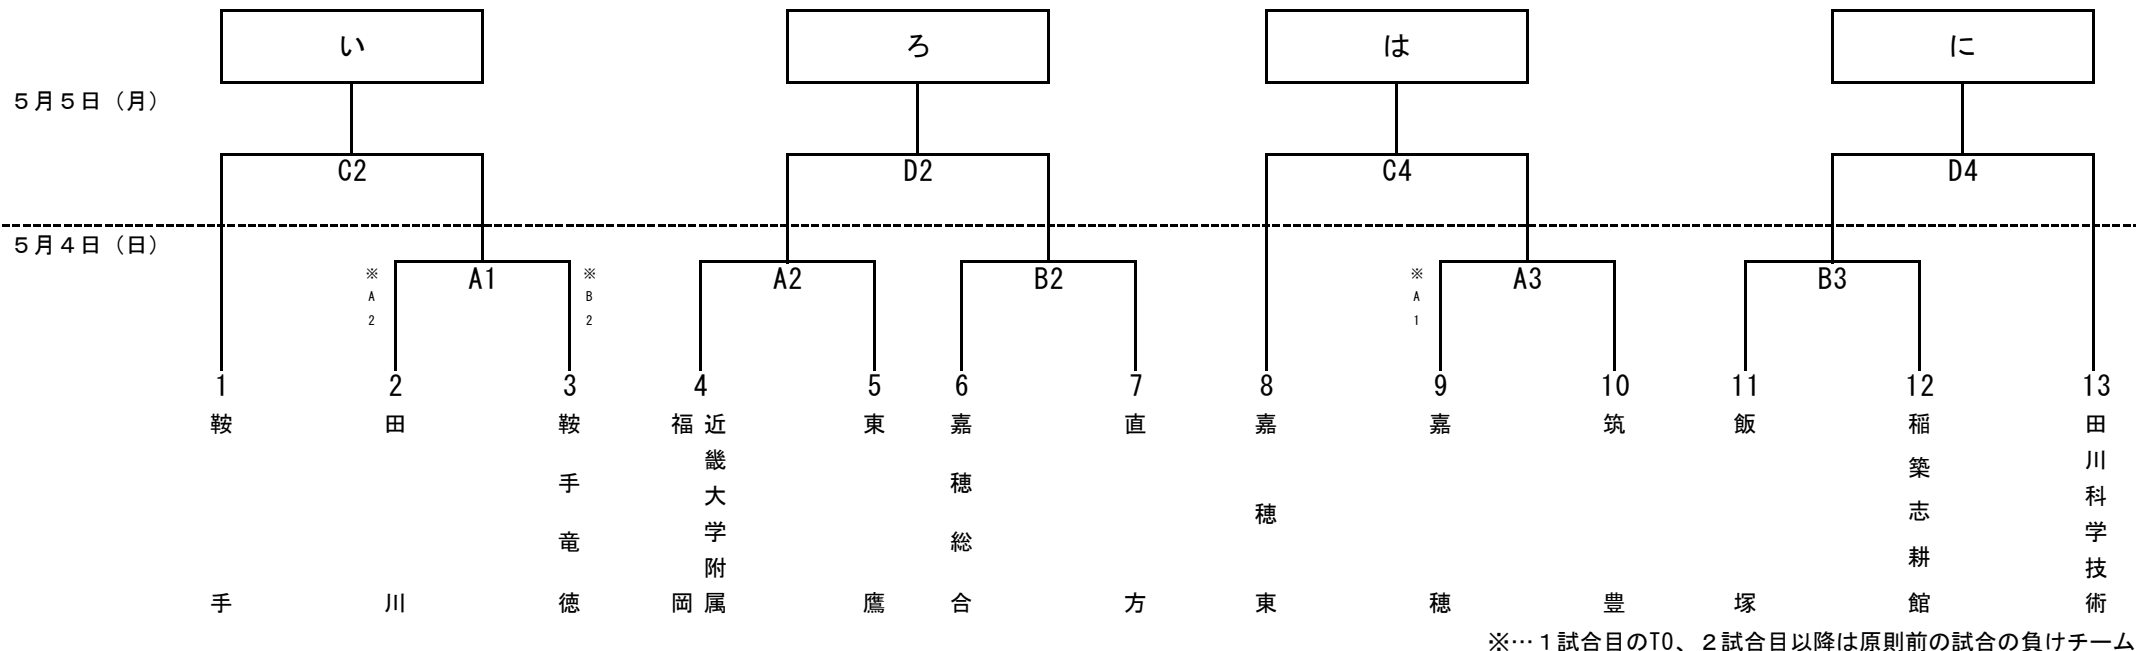 い ろ は に
５月５日（月）
C2 D2 C4 D4
５月４日（日）
A1 A2 B2 A3 B3
※A2
※B2
※A1
1 2 3 4 5 6 7 8 9 10 11 12 13
鞍手
田川
鞍手竜徳
近畿大学附属
福岡
東鷹
嘉穂総合
直方
嘉穂東
嘉穂
筑豊
飯塚
稲築志耕館
田川科学技術
※…１試合目のTO、２試合目以降は原則前の試合の負けチーム